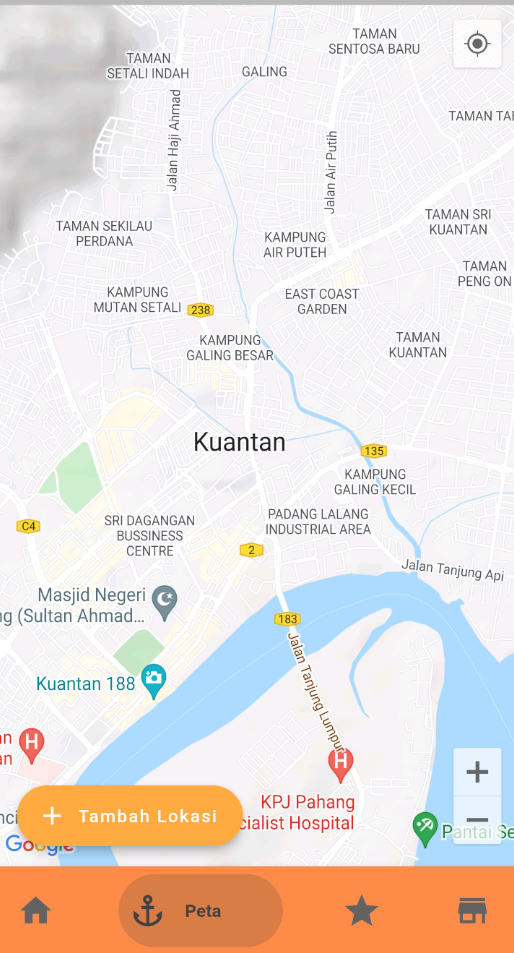 TAMAN
SENTOSA BARU
TAMAN
SETALI INDAH
GALING
Jalan Haji Ahmad
TAMAN TA
Jalan Air Putih
TAMAN SEKILAU
PERDANA
TAMAN SRI
KUANTAN
KAMPUNG
AIR PUTEH
TAMAN
PENG ON
KAMPUNG
MUTAN SETALI
238
EAST COAST
GARDEN
KAMPUNG
GALING BESAR
TAMAN
KUANTAN
Kuantan
135
KAMPUNG
GALING KECIL
C4
SRI DAGANGAN
BUSSINESS
CENTRE
PADANG LALANG
INDUSTRIAL AREA
2
Jalan Tanjung Api
Masjid Negeri
ng (Sultan Ahmad...
183
Jalan Tanjung Lumpur
Kuantan 188
H
an
an
H
KPJ Pahang
cialist Hospital
+
nci
+ Tambah Lokasi
−
Pantai Se
Google
Peta